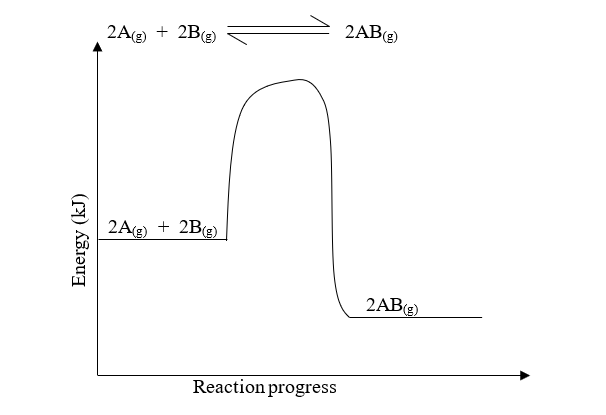 2A(g) + 2B(g) ⇌ 2AB(g)
Energy (kJ)
2A(g) + 2B(g)
2AB(g)
Reaction progress